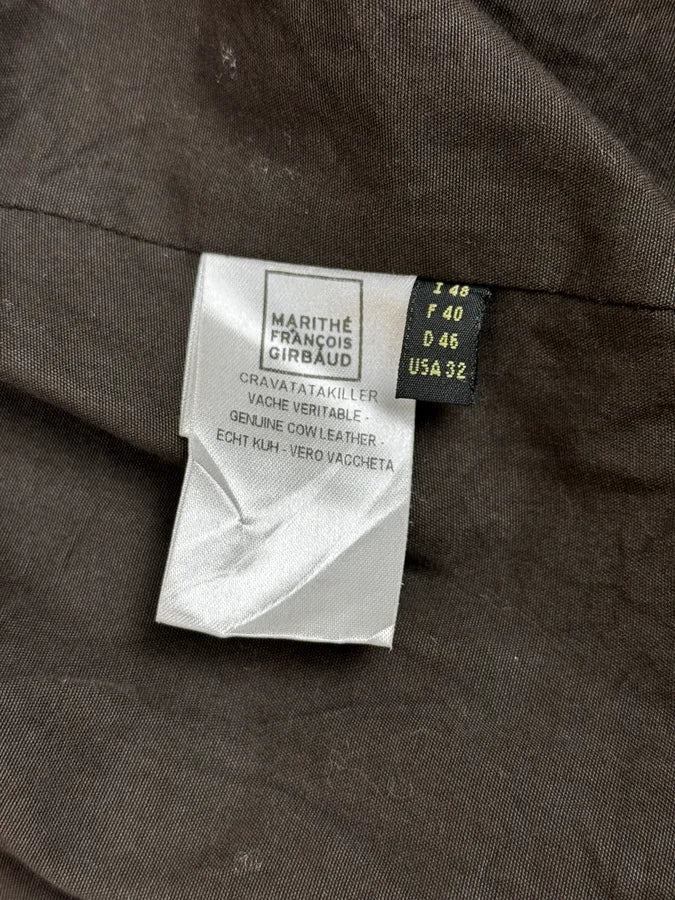 MARITHÉ
FRANÇOIS
GIRBAUD
CRAVATATAKILLER
VACHE VERITABLE -
GENUINE COW LEATHER -
ECHT KUH - VERO VACCHETA
I 48
F 40
D 46
USA 32